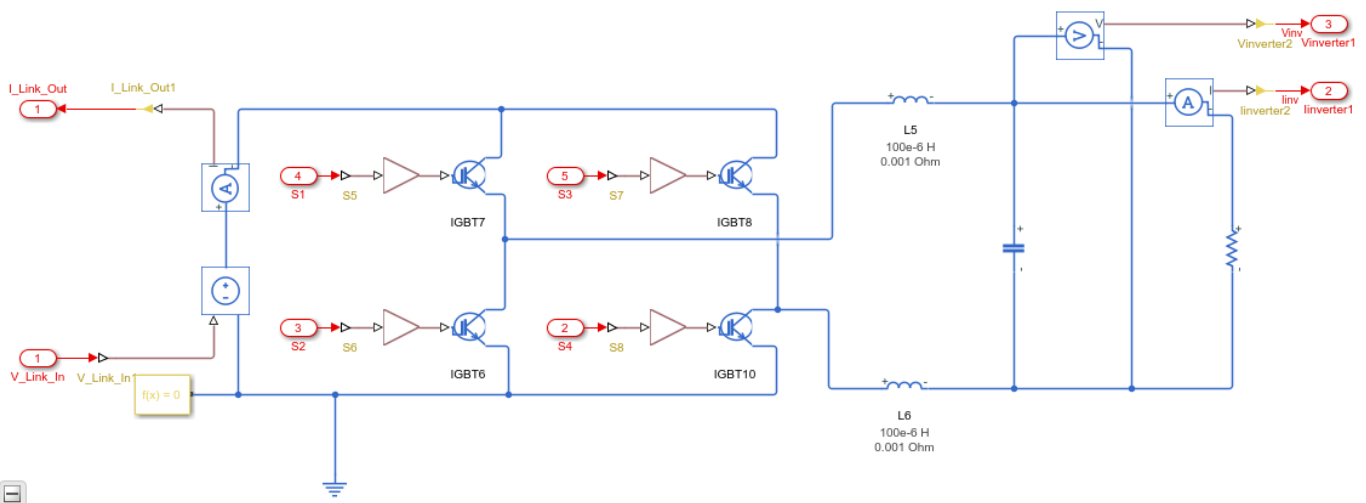 V
3
Vinv
Vinverter2
Vinverter1
I_Link_Out
I_Link_Out1
1
A
I
2
Iinv
Iinverter2
Iinverter1
L5
100e-6 H
0.001 Ohm
4
S1
S5
5
S3
S7
A
I
IGBT7
IGBT8
3
S2
S6
2
S4
S8
1
V_Link_In
V_Link_In1
IGBT6
IGBT10
f(x) = 0
L6
100e-6 H
0.001 Ohm